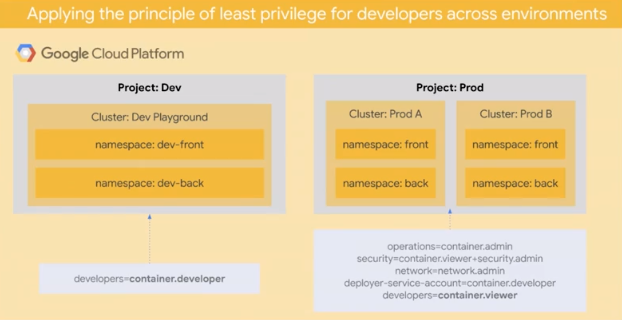 Applying the principle of least privilege for developers across environments
Google Cloud Platform
Project: Dev
Cluster: Dev Playground
namespace: dev-front
namespace: dev-back
developers=container.developer
Project: Prod
Cluster: Prod A
namespace: front
namespace: back
Cluster: Prod B
namespace: front
namespace: back
operations=container.admin
security=container.viewer+security.admin
network=network.admin
deployer-service-account=container.developer
developers=container.viewer